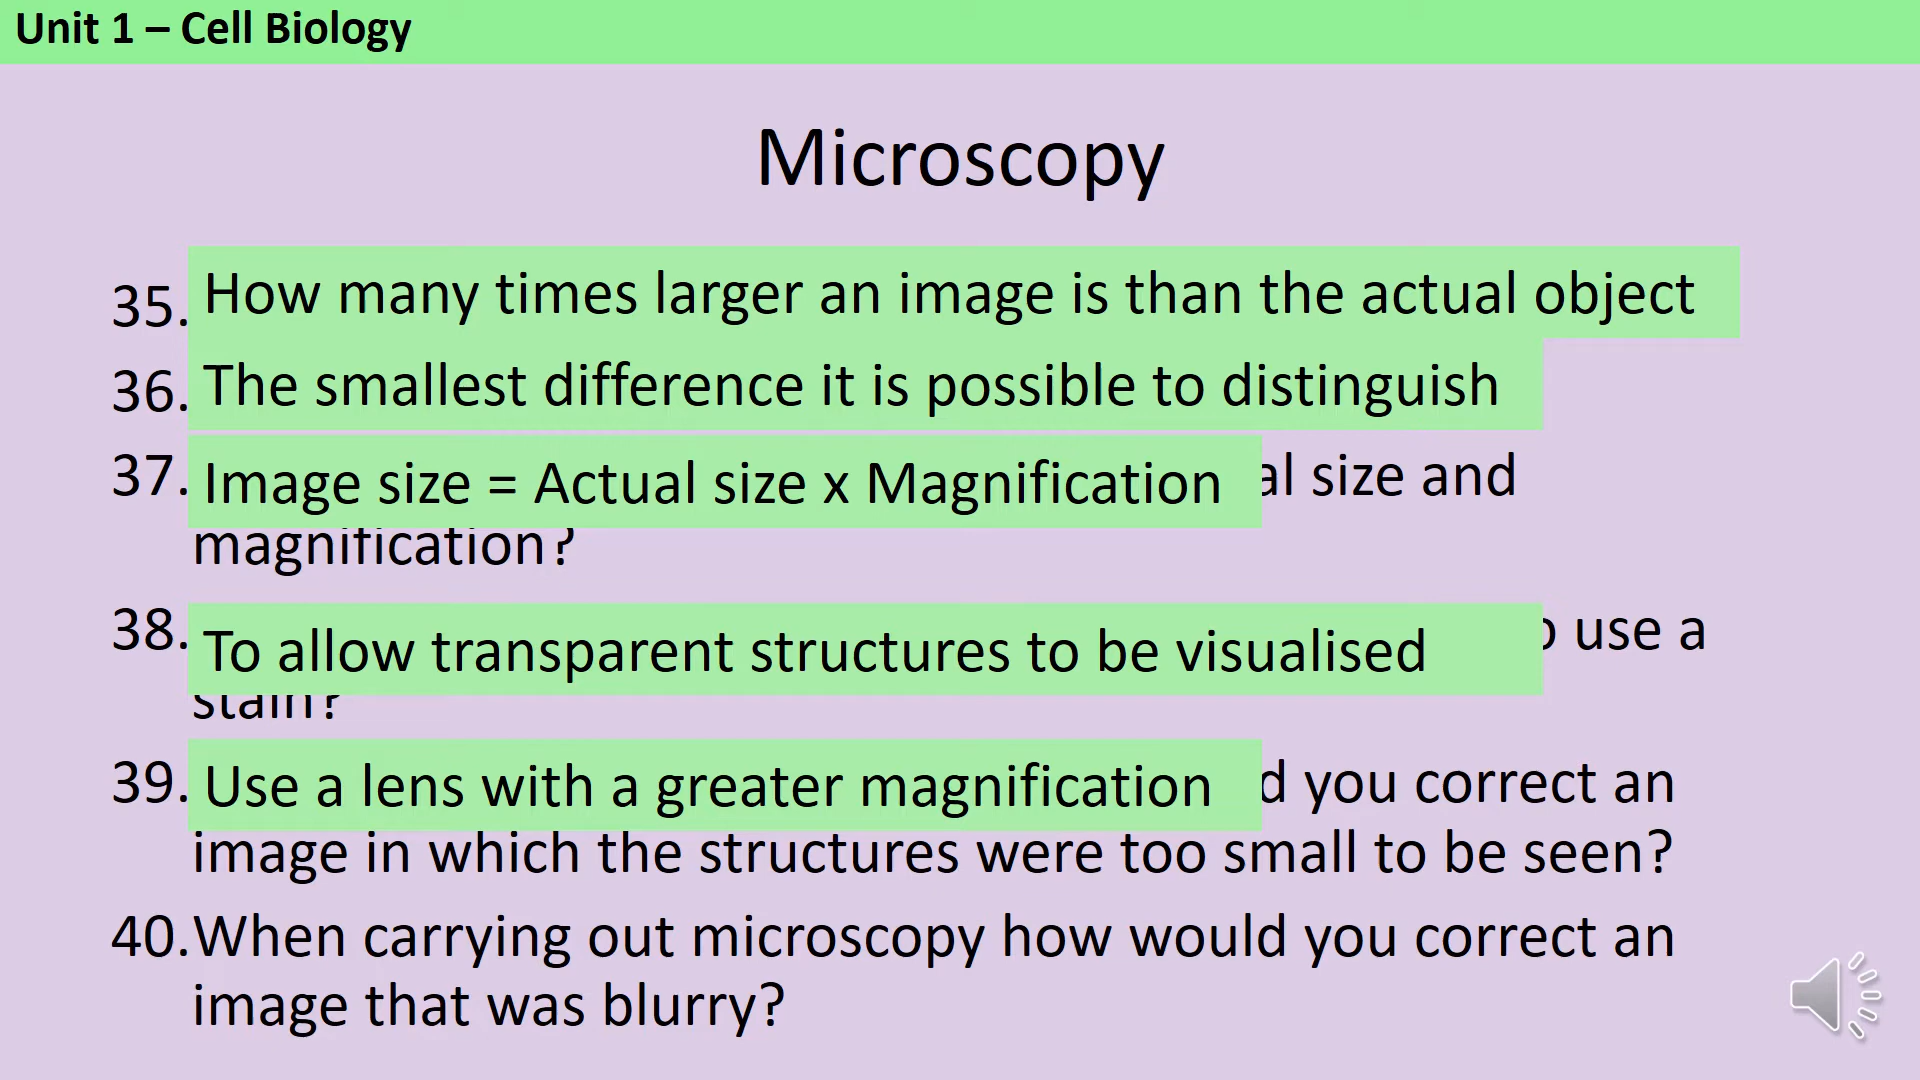 Unit 1 – Cell Biology
Microscopy
35. How many times larger an image is than the actual object
36. The smallest difference it is possible to distinguish
37. Image size = Actual size x Magnification al size and
magnification?
38. To allow transparent structures to be visualised use a
stain?
39. Use a lens with a greater magnification you correct an
image in which the structures were too small to be seen?
40. When carrying out microscopy how would you correct an
image that was blurry?